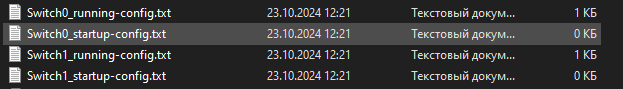 Switch0_running-config.txt 23.10.2024 12:21 Текстовый докум... 1 КБ
Switch0_startup-config.txt 23.10.2024 12:21 Текстовый докум... 0 КБ
Switch1_running-config.txt 23.10.2024 12:21 Текстовый докум... 1 КБ
Switch1_startup-config.txt 23.10.2024 12:21 Текстовый докум... 0 КБ